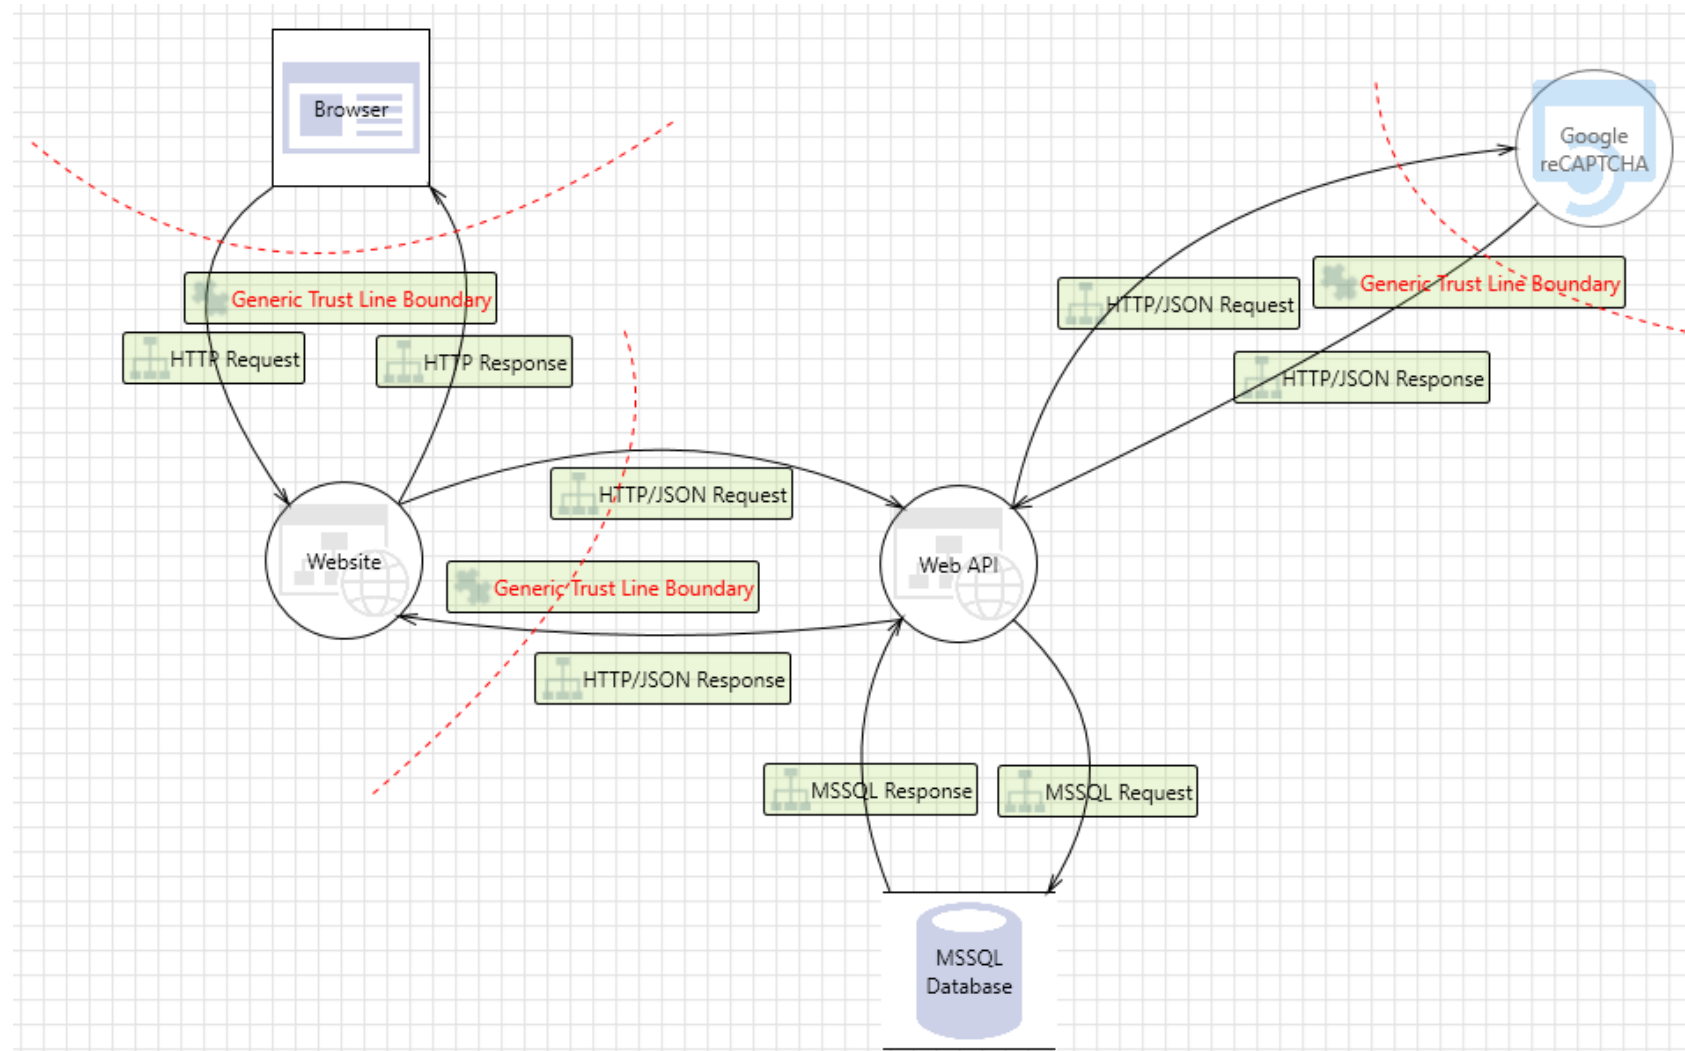 Browser
Google
reCAPTCHA
Generic Trust Line Boundary
Generic Trust Line Boundary
HTTP/JSON Request
HTTP Request
HTTP Response
HTTP/JSON Response
HTTP/JSON Request
Website
Web API
Generic Trust Line Boundary
HTTP/JSON Response
MSSQL Response
MSSQL Request
MSSQL
Database